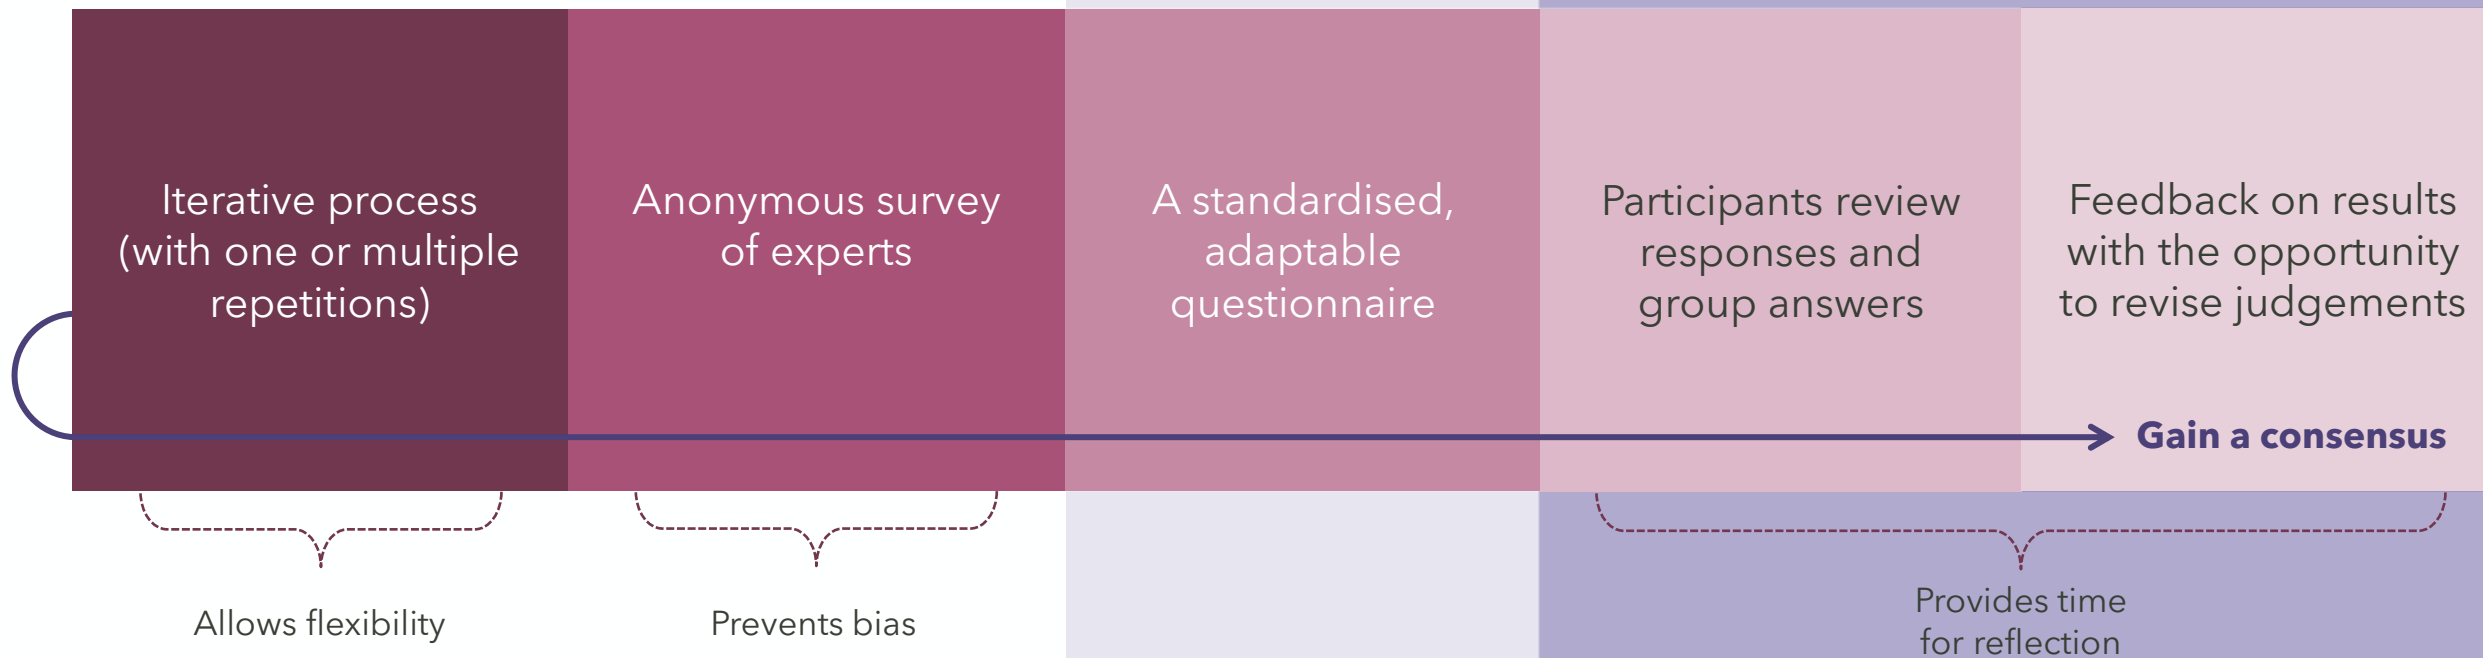 Iterative process
(with one or multiple
repetitions)
Anonymous survey
of experts
A standardised,
adaptable
questionnaire
Participants review
responses and
group answers
Feedback on results
with the opportunity
to revise judgements
Gain a consensus
Allows flexibility
Prevents bias
Provides time
for reflection